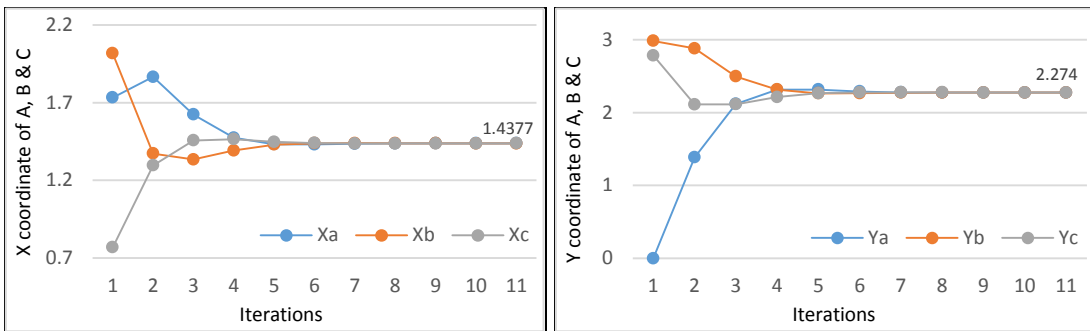 X coordinate of A, B & C
2.2
1.7
1.2
0.7
1.4377
Xa Xb Xc
1 2 3 4 5 6 7 8 9 10 11
Iterations
Y coordinate of A, B & C
3
2
1
0
2.274
Ya Yb Yc
1 2 3 4 5 6 7 8 9 10 11
Iterations